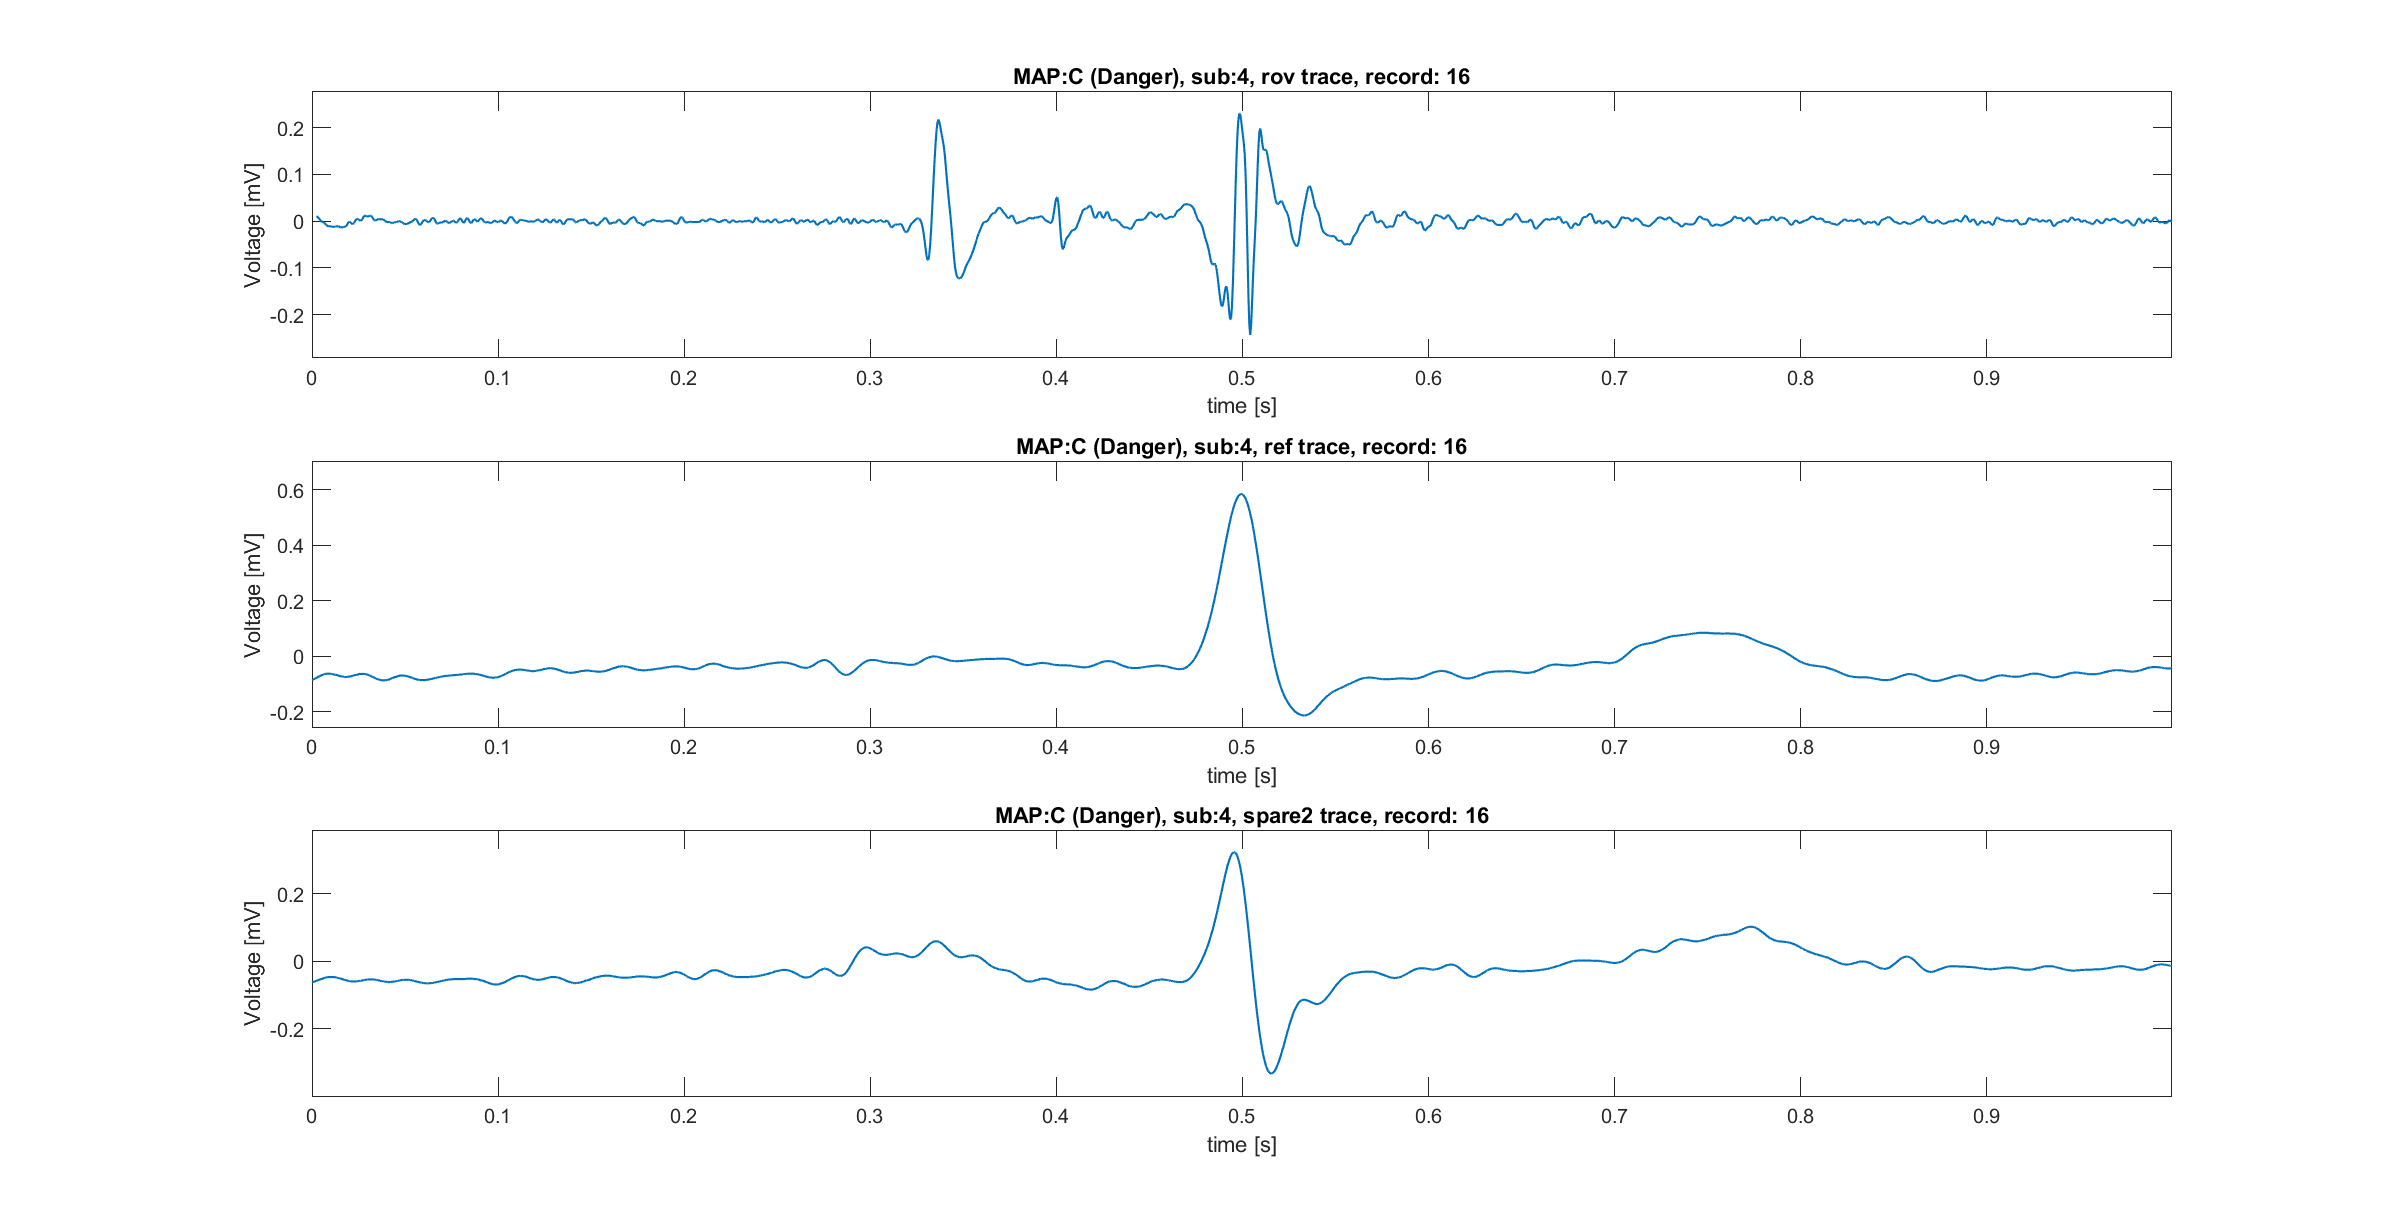 MAP:C (Danger), sub:4, rov trace, record: 16
Voltage [mV]
0.2
0.1
0
-0.1
-0.2
0 0.1 0.2 0.3 0.4 0.5 0.6 0.7 0.8 0.9
time [s]
MAP:C (Danger), sub:4, ref trace, record: 16
Voltage [mV]
0.6
0.4
0.2
0
-0.2
0 0.1 0.2 0.3 0.4 0.5 0.6 0.7 0.8 0.9
time [s]
MAP:C (Danger), sub:4, spare2 trace, record: 16
Voltage [mV]
0.2
0
-0.2
0 0.1 0.2 0.3 0.4 0.5 0.6 0.7 0.8 0.9
time [s]